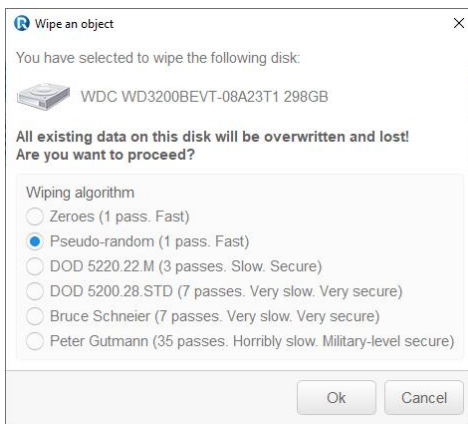 Wipe an object
You have selected to wipe the following disk:
WDC WD3200BEVT-08A23T1 298GB
All existing data on this disk will be overwritten and lost!
Are you want to proceed?
Wiping algorithm
Zeroes (1 pass. Fast)
Pseudo-random (1 pass. Fast)
DOD 5220.22.M (3 passes. Slow. Secure)
DOD 5200.28.STD (7 passes. Very slow. Very secure)
Bruce Schneier (7 passes. Very slow. Very secure)
Peter Gutmann (35 passes. Horribly slow. Military-level secure)
Ok Cancel